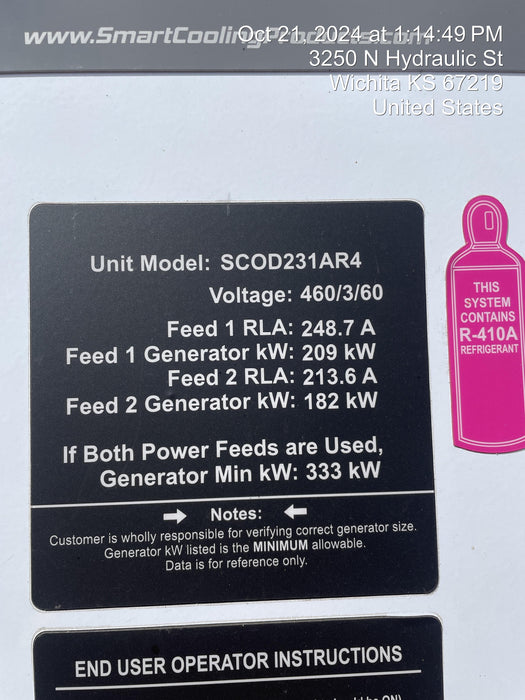 www.SmartCoolingProducts.com
Oct 21, 2024 at 1:14:49 PM
3250 N Hydraulic St
Wichita KS 67219
United States
Unit Model: SCOD231AR4
Voltage: 460/3/60
Feed 1 RLA: 248.7 A
Feed 1 Generator kW: 209 kW
Feed 2 RLA: 213.6 A
Feed 2 Generator kW: 182 kW
If Both Power Feeds are Used,
Generator Min kW: 333 kW
Notes:
Customer is wholly responsible for verifying correct generator size.
Generator kW listed is the MINIMUM allowable.
Data is for reference only.
THIS
SYSTEM
CONTAINS
R-410A
REFRIGERANT
END USER OPERATOR INSTRUCTIONS